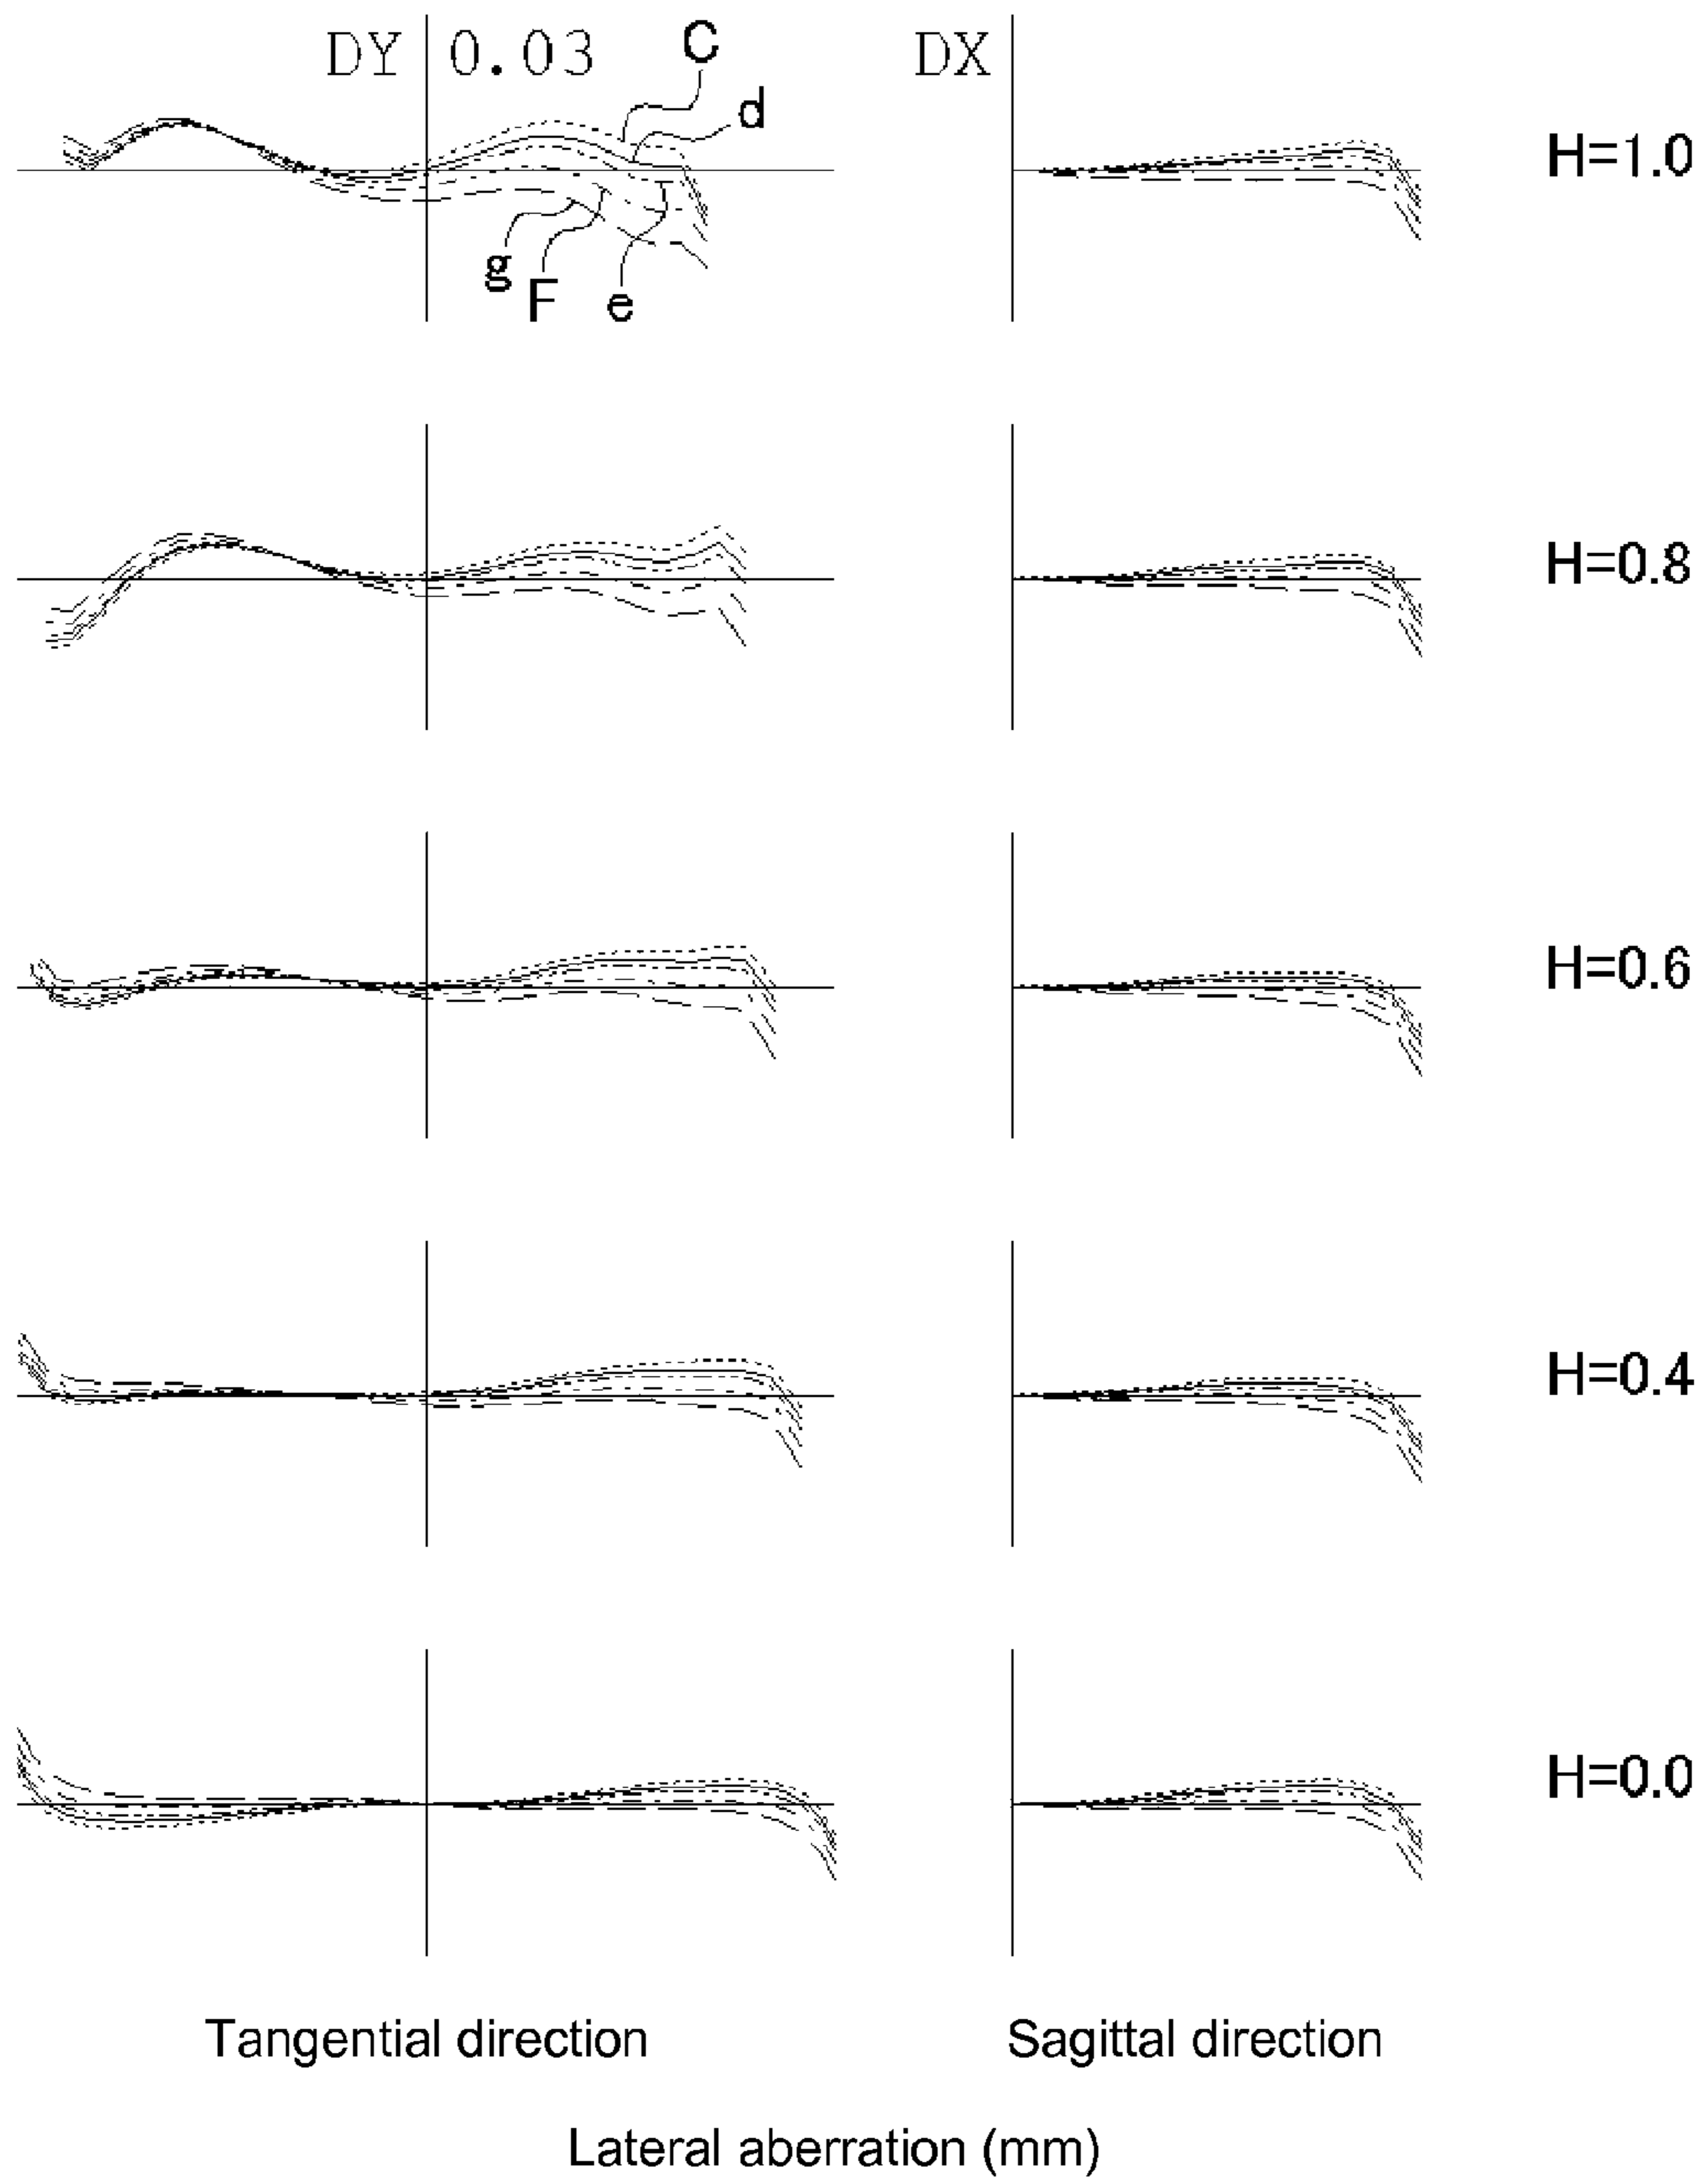 DY 0.03 C DX
d
H=1.0
g F e
H=0.8
H=0.6
H=0.4
H=0.0
Tangential direction Sagittal direction
Lateral aberration (mm)